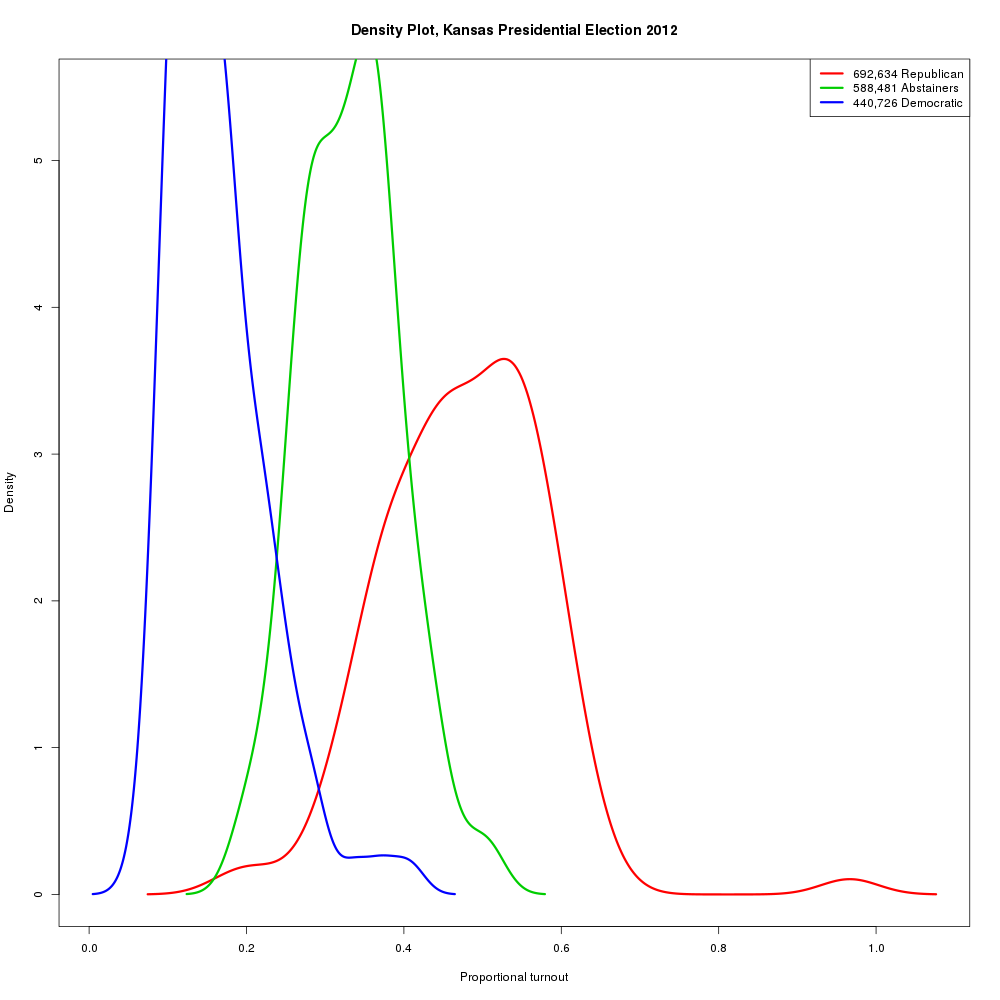 Density Plot, Kansas Presidential Election 2012
692,634 Republican
588,481 Abstainers
440,726 Democratic
5
4
3
2
1
0
Density
0.0 0.2 0.4 0.6 0.8 1.0
Proportional turnout